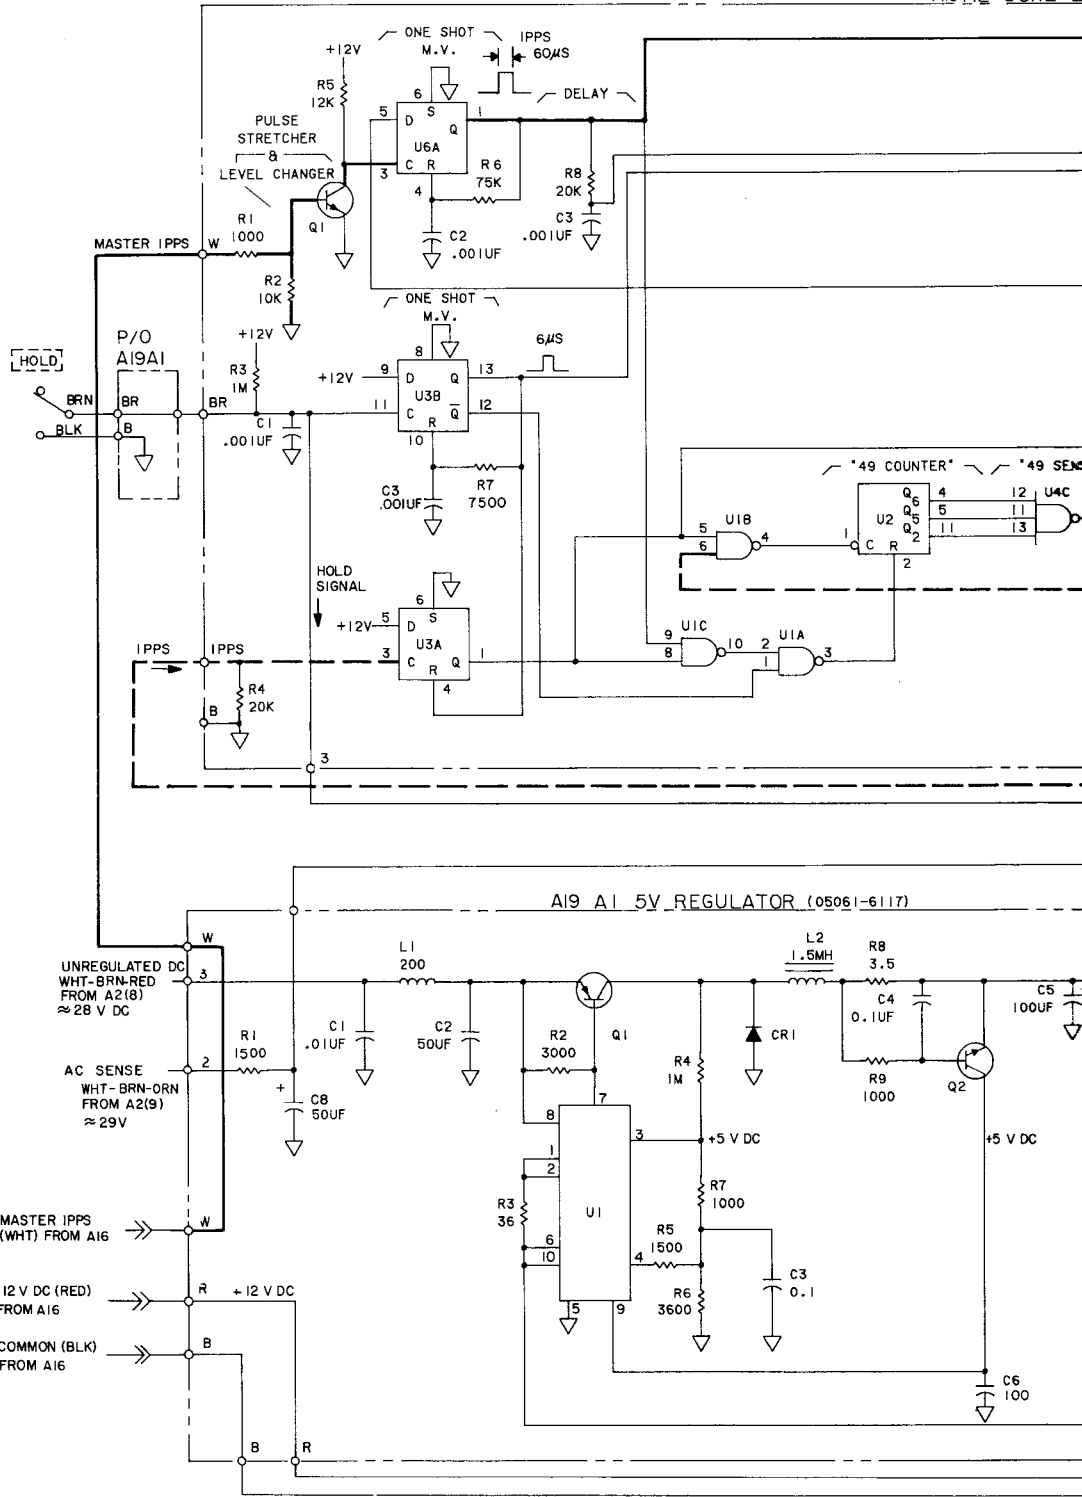 ONE SHOT
M.V.
1PPS
60µS
+12V
6
S
R5
12K
5
D
Q
1
DELAY
U6A
PULSE
STRETCHER
&
LEVEL CHANGER
C
R
3
4
R6
75K
R8
20K
Q1
C2
.001UF
C3
.001UF
R1
1000
MASTER 1PPS
W
R2
10K
ONE SHOT
M.V.
+12V
P/O
A19A1
HOLD
8
6µS
R3
1M
+12V
9
D
Q
13
U3B
BRN
BR
BR
11
C
Q
12
R
10
BLK
B
C1
.001UF
R7
7500
C3
.001UF
"49 COUNTER"
"49 SENS
Q6
4
12
U4C
Q5
5
11
Q2
11
13
U2
U1B
5
6
4
1
C
R
2
HOLD
SIGNAL
6
S
+12V
5
D
U3A
1PPS
1PPS
3
C
R
Q
1
4
U1C
9
8
10
U1A
2
1
3
R4
20K
B
3
A19 A1 5V REGULATOR (05061-6117)
W
UNREGULATED DC
WHT-BRN-RED
FROM A2(8)
≈28 V DC
3
L1
200
L2
1.5MH
R8
3.5
C1
.01UF
C2
50UF
R2
3000
Q1
CR1
C4
0.1UF
C5
100UF
R1
1500
R4
1M
R9
1000
Q2
AC SENSE
WHT-BRN-ORN
FROM A2(9)
≈29V
2
+
C8
50UF
7
8
3
+5 V DC
+5 V DC
1
2
R3
36
U1
R7
1000
6
10
4
R5
1500
5
9
R6
3600
C3
0.1
MASTER 1PPS
(WHT) FROM A16
W
12 V DC (RED)
FROM A16
R
+12 V DC
COMMON (BLK)
FROM A16
B
C6
100
B
R